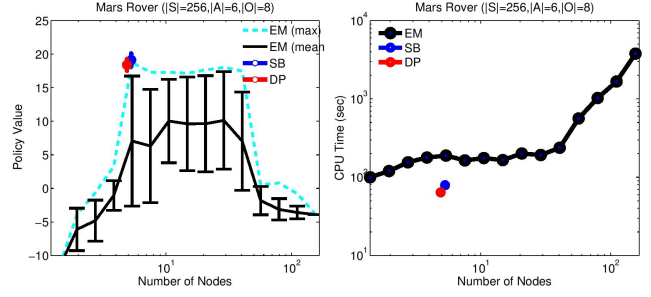 Mars Rover (|S|=256,|A|=6,|O|=8)
25
20
15
10
5
0
−5
−10
Policy Value
10^1
10^2
Number of Nodes
EM (max)
EM (mean
SB
DP
Mars Rover (|S|=256,|A|=6,|O|=8)
10^4
10^3
10^2
10^1
CPU Time (sec)
10^1
10^2
Number of Nodes
EM
SB
DP